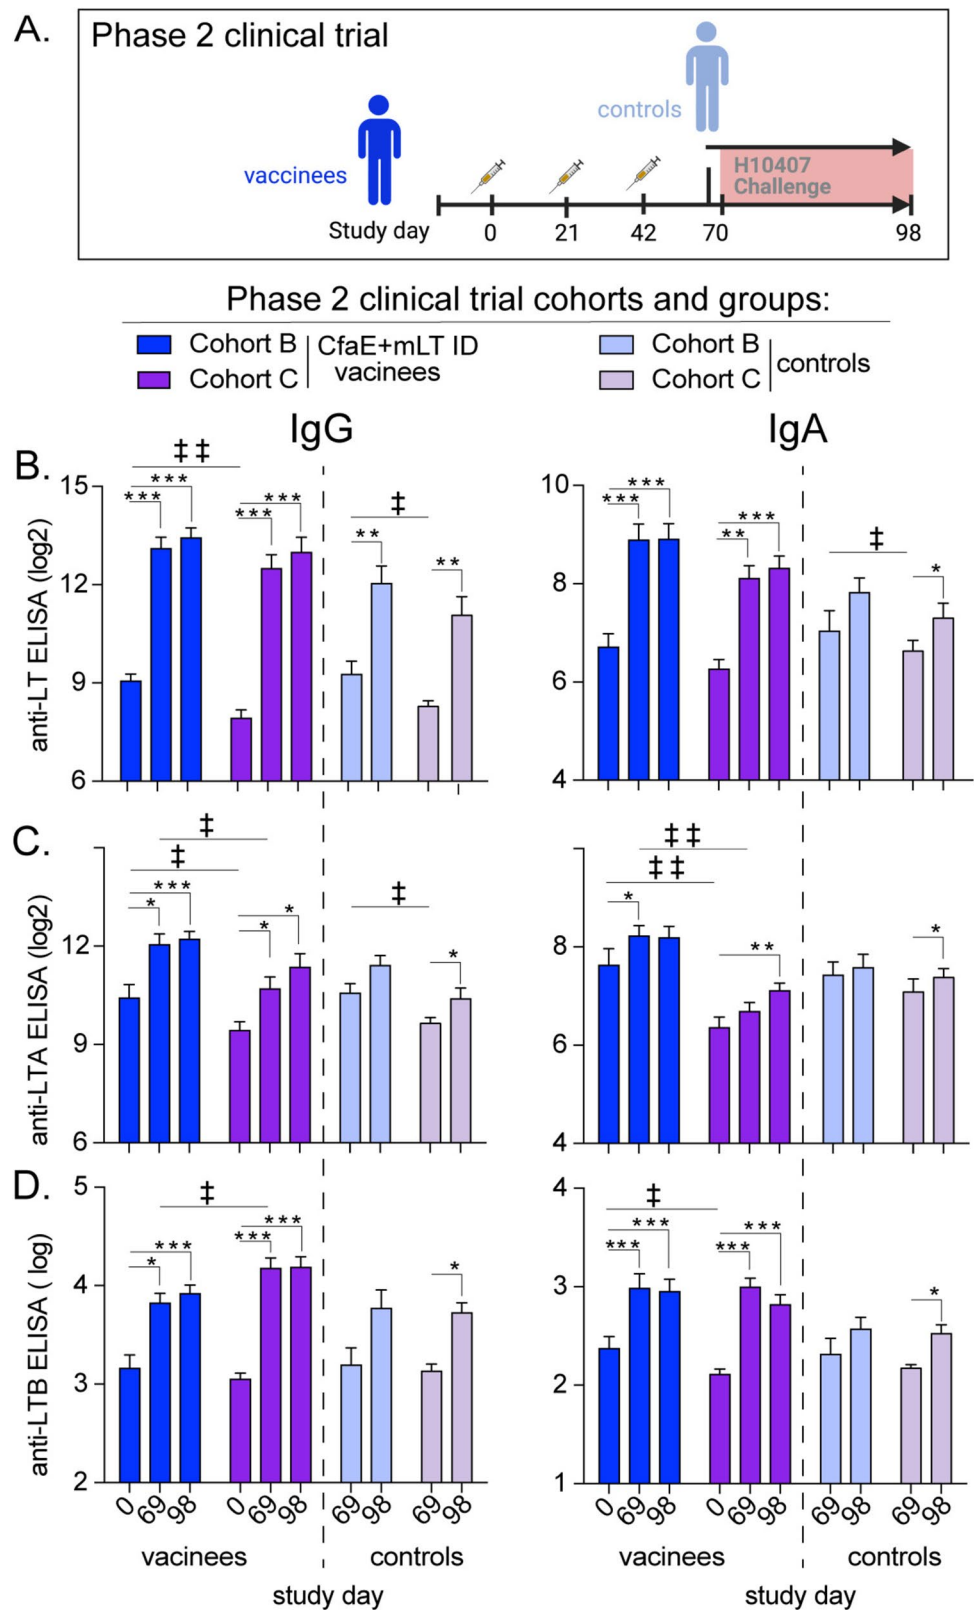 A.
Phase 2 clinical trial
controls
vaccinees
H10407
Challenge
Study day
0 21 42 70 98
Phase 2 clinical trial cohorts and groups:
Cohort B
Cohort C
CfaE+mLT ID
vacinees
Cohort B
Cohort C
controls
IgG
IgA
B.
anti-LT ELISA (log2)
15
12
9
6
‡ ‡
***
***
***
***
‡
**
**
10
8
6
4
***
***
***
**
‡
*
C.
anti-LTA ELISA (log2)
12
9
6
‡
‡
***
*
*
*
‡
*
8
6
4
‡ ‡
‡ ‡
*
**
*
D.
anti-LTB ELISA ( log)
5
4
3
2
‡
***
*
***
***
*
4
3
2
1
‡
***
***
***
***
*
0 69 98 0 69 98 69 98 69 98
vacinees controls
study day
0 69 98 0 69 98 69 98 69 98
vacinees controls
study day